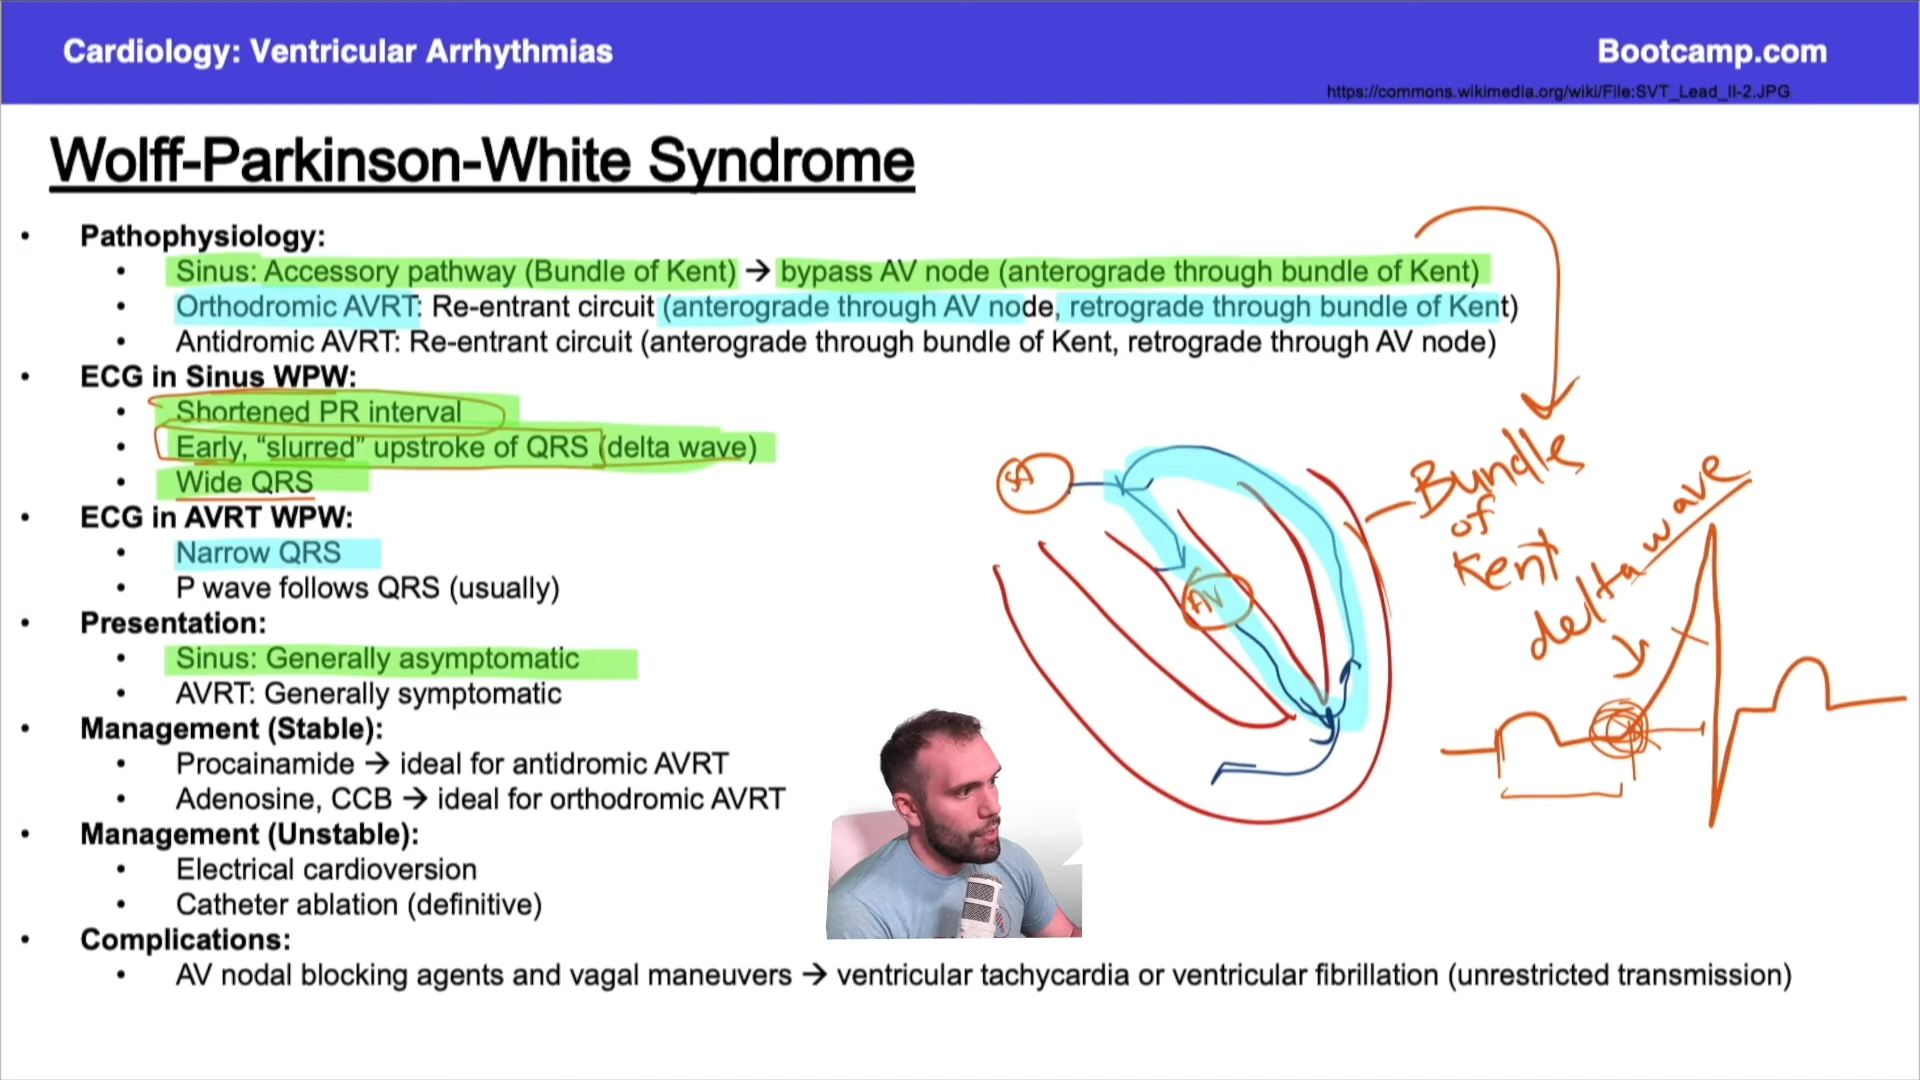 Cardiology: Ventricular Arrhythmias
Bootcamp.com
https://commons.wikimedia.org/wiki/File:SVT_Lead_II-2.JPG
Wolff-Parkinson-White Syndrome
• Pathophysiology:
• Sinus: Accessory pathway (Bundle of Kent) → bypass AV node (anterograde through bundle of Kent)
• Orthodromic AVRT: Re-entrant circuit (anterograde through AV node, retrograde through bundle of Kent)
• Antidromic AVRT: Re-entrant circuit (anterograde through bundle of Kent, retrograde through AV node)
• ECG in Sinus WPW:
• Shortened PR interval
• Early, “slurred” upstroke of QRS (delta wave)
• Wide QRS
• ECG in AVRT WPW:
• Narrow QRS
• P wave follows QRS (usually)
• Presentation:
• Sinus: Generally asymptomatic
• AVRT: Generally symptomatic
• Management (Stable):
• Procainamide → ideal for antidromic AVRT
• Adenosine, CCB → ideal for orthodromic AVRT
• Management (Unstable):
• Electrical cardioversion
• Catheter ablation (definitive)
• Complications:
• AV nodal blocking agents and vagal maneuvers → ventricular tachycardia or ventricular fibrillation (unrestricted transmission)
SA
AV
Bundle
of
Kent
delta wave